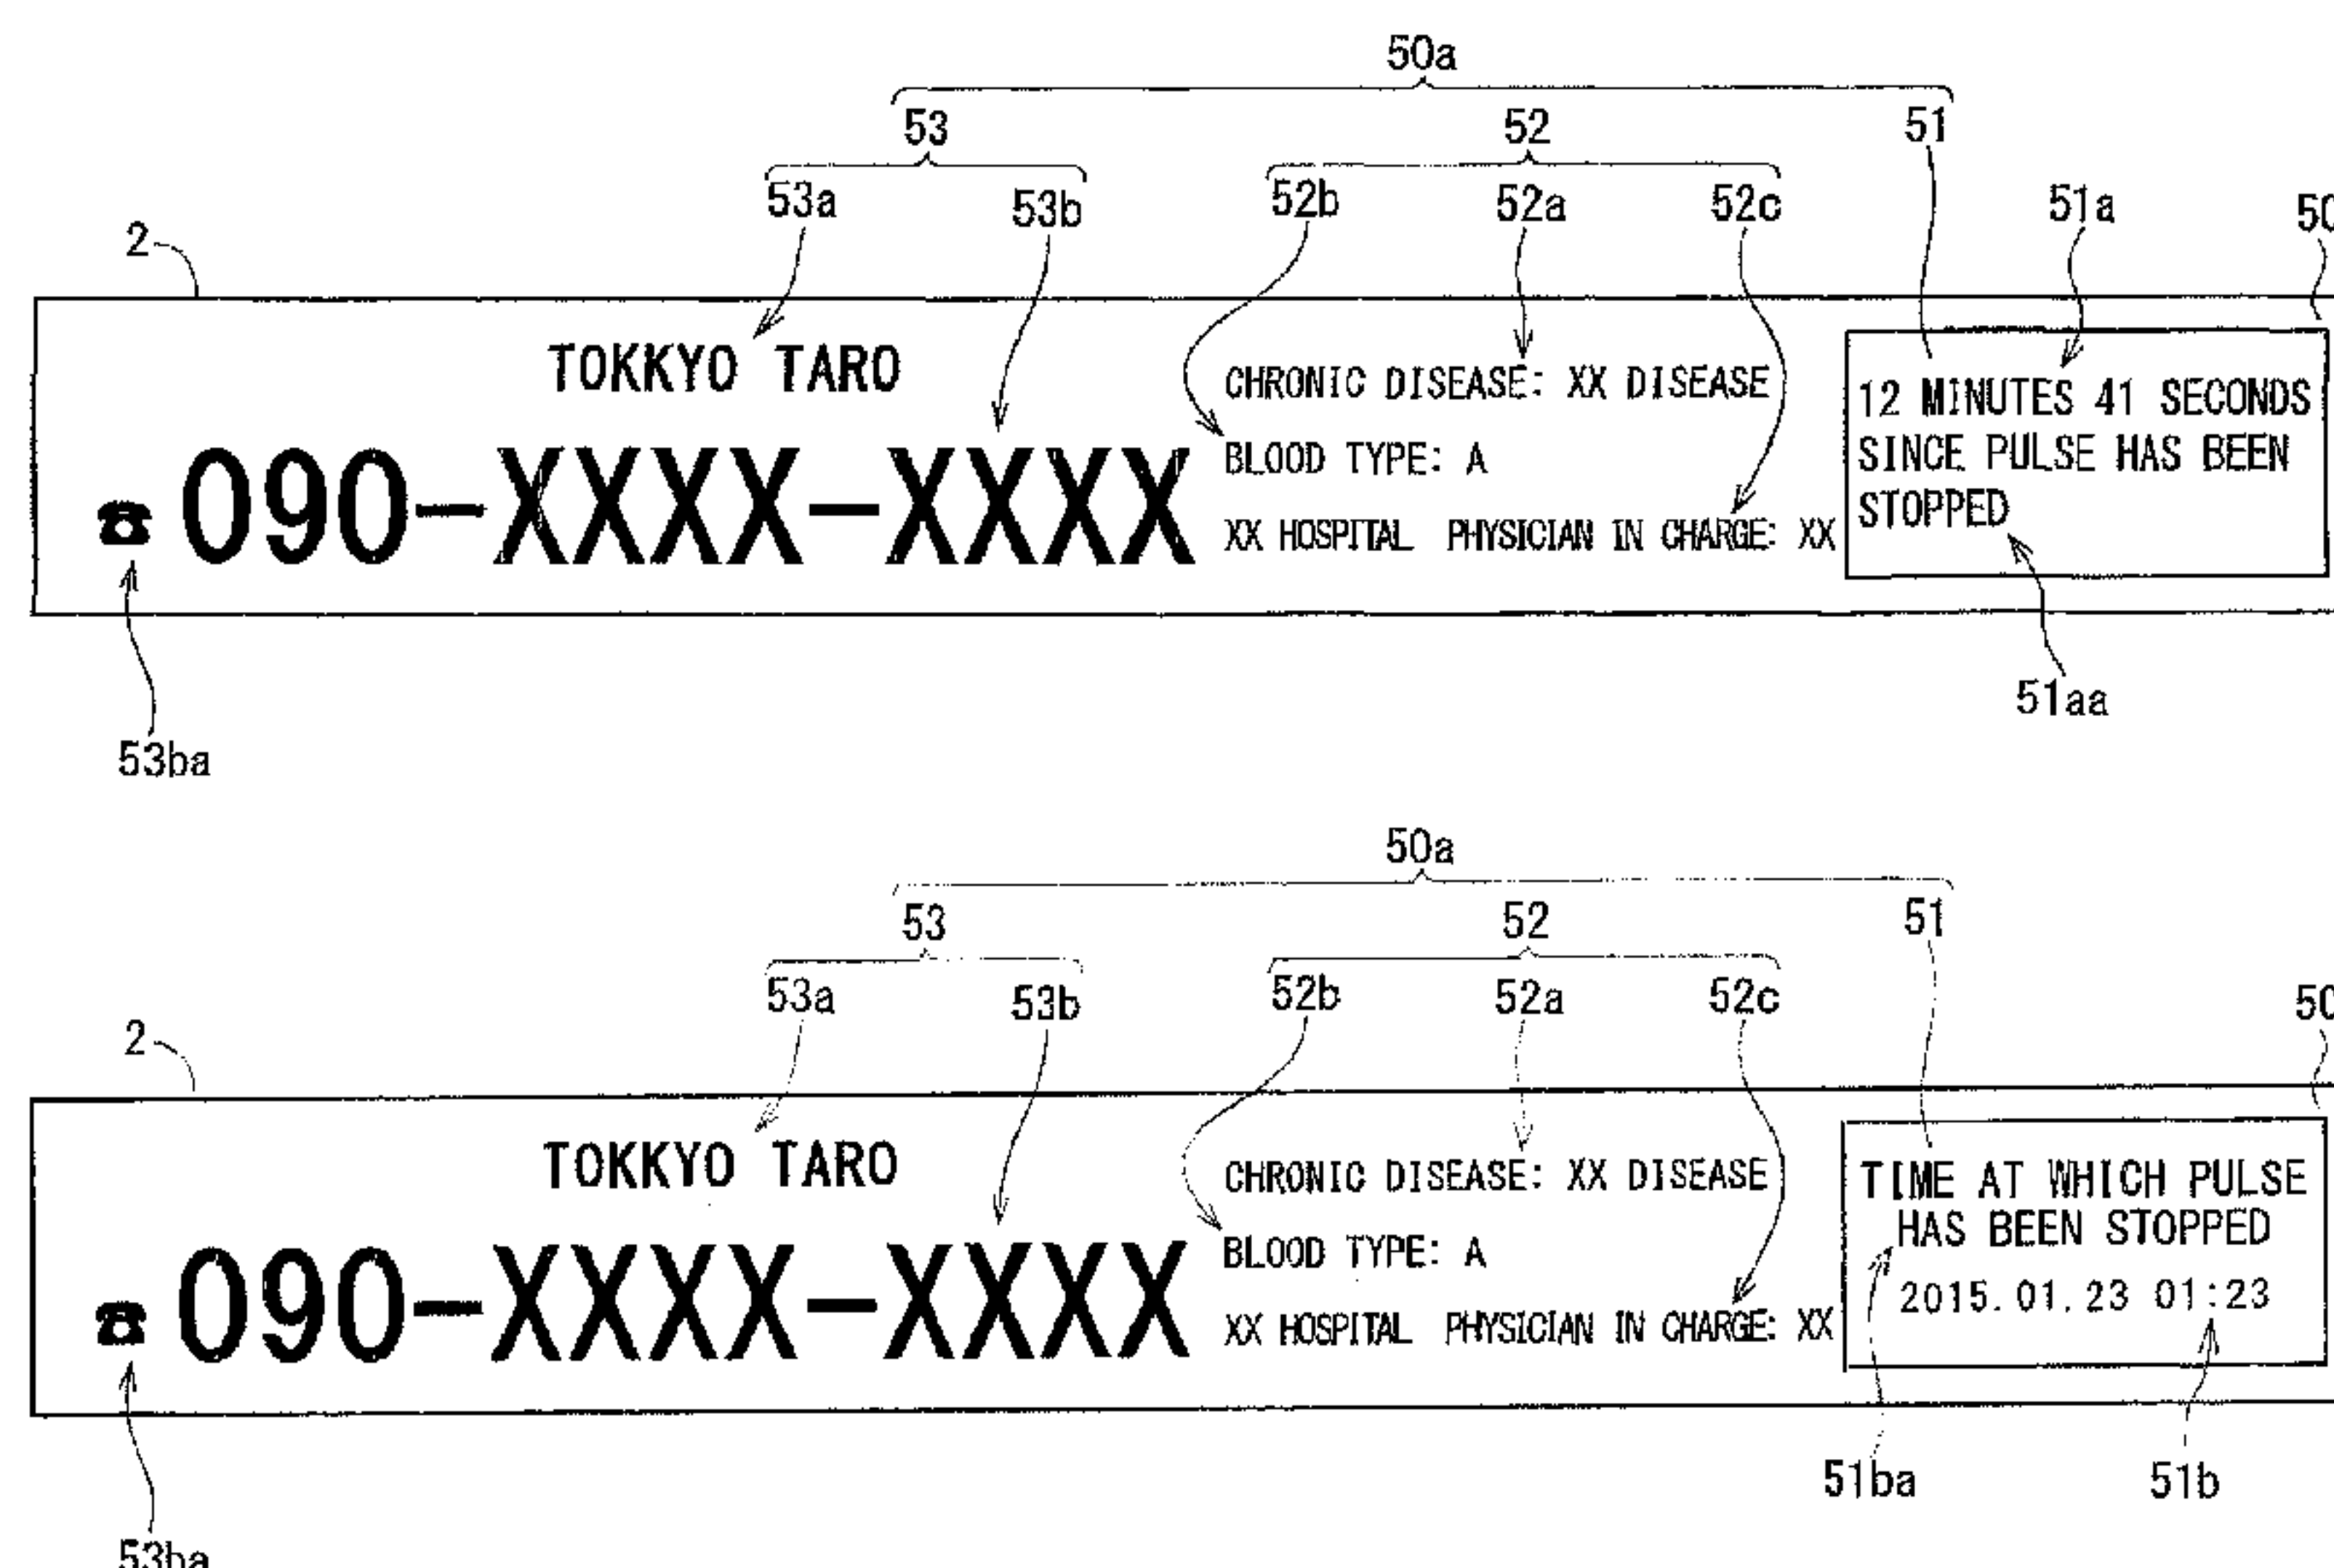 50a
53 52 51
53a 53b 52b 52a 52c 51a 50
2
TOKKYO TARO
☎ 090-XXXX-XXXX
CHRONIC DISEASE: XX DISEASE
BLOOD TYPE: A
XX HOSPITAL PHYSICIAN IN CHARGE: XX
12 MINUTES 41 SECONDS
SINCE PULSE HAS BEEN
STOPPED
51aa
53ba
50a
53 52 51
53a 53b 52b 52a 52c 50
2
TOKKYO TARO
☎ 090-XXXX-XXXX
CHRONIC DISEASE: XX DISEASE
BLOOD TYPE: A
XX HOSPITAL PHYSICIAN IN CHARGE: XX
TIME AT WHICH PULSE
HAS BEEN STOPPED
2015.01.23 01:23
51ba 51b
53ba